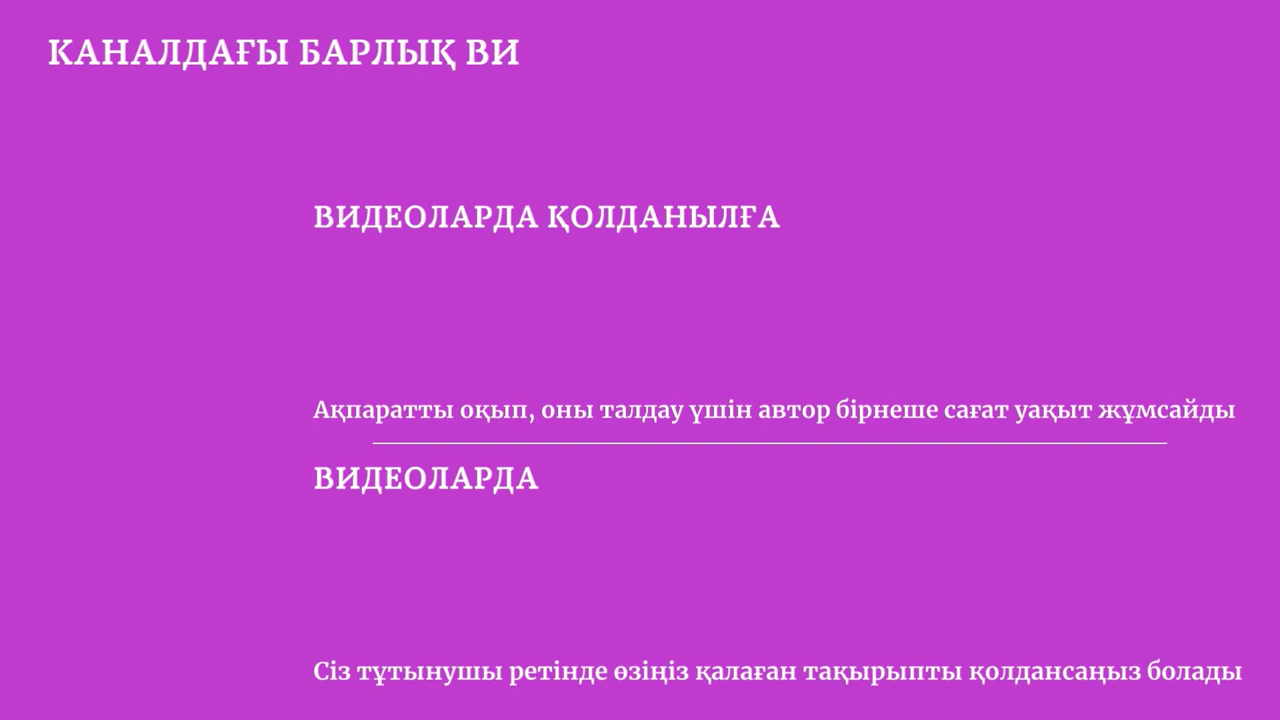 КАНАЛДАҒЫ БАРЛЫҚ ВИ
ВИДЕОЛАРДА ҚОЛДАНЫЛҒА
Ақпаратты оқып, оны талдау үшін автор бірнеше сағат уақыт жұмсайды
ВИДЕОЛАРДА
Сіз тұтынушы ретінде өзіңіз қалаған тақырыпты қолдансаңыз болады